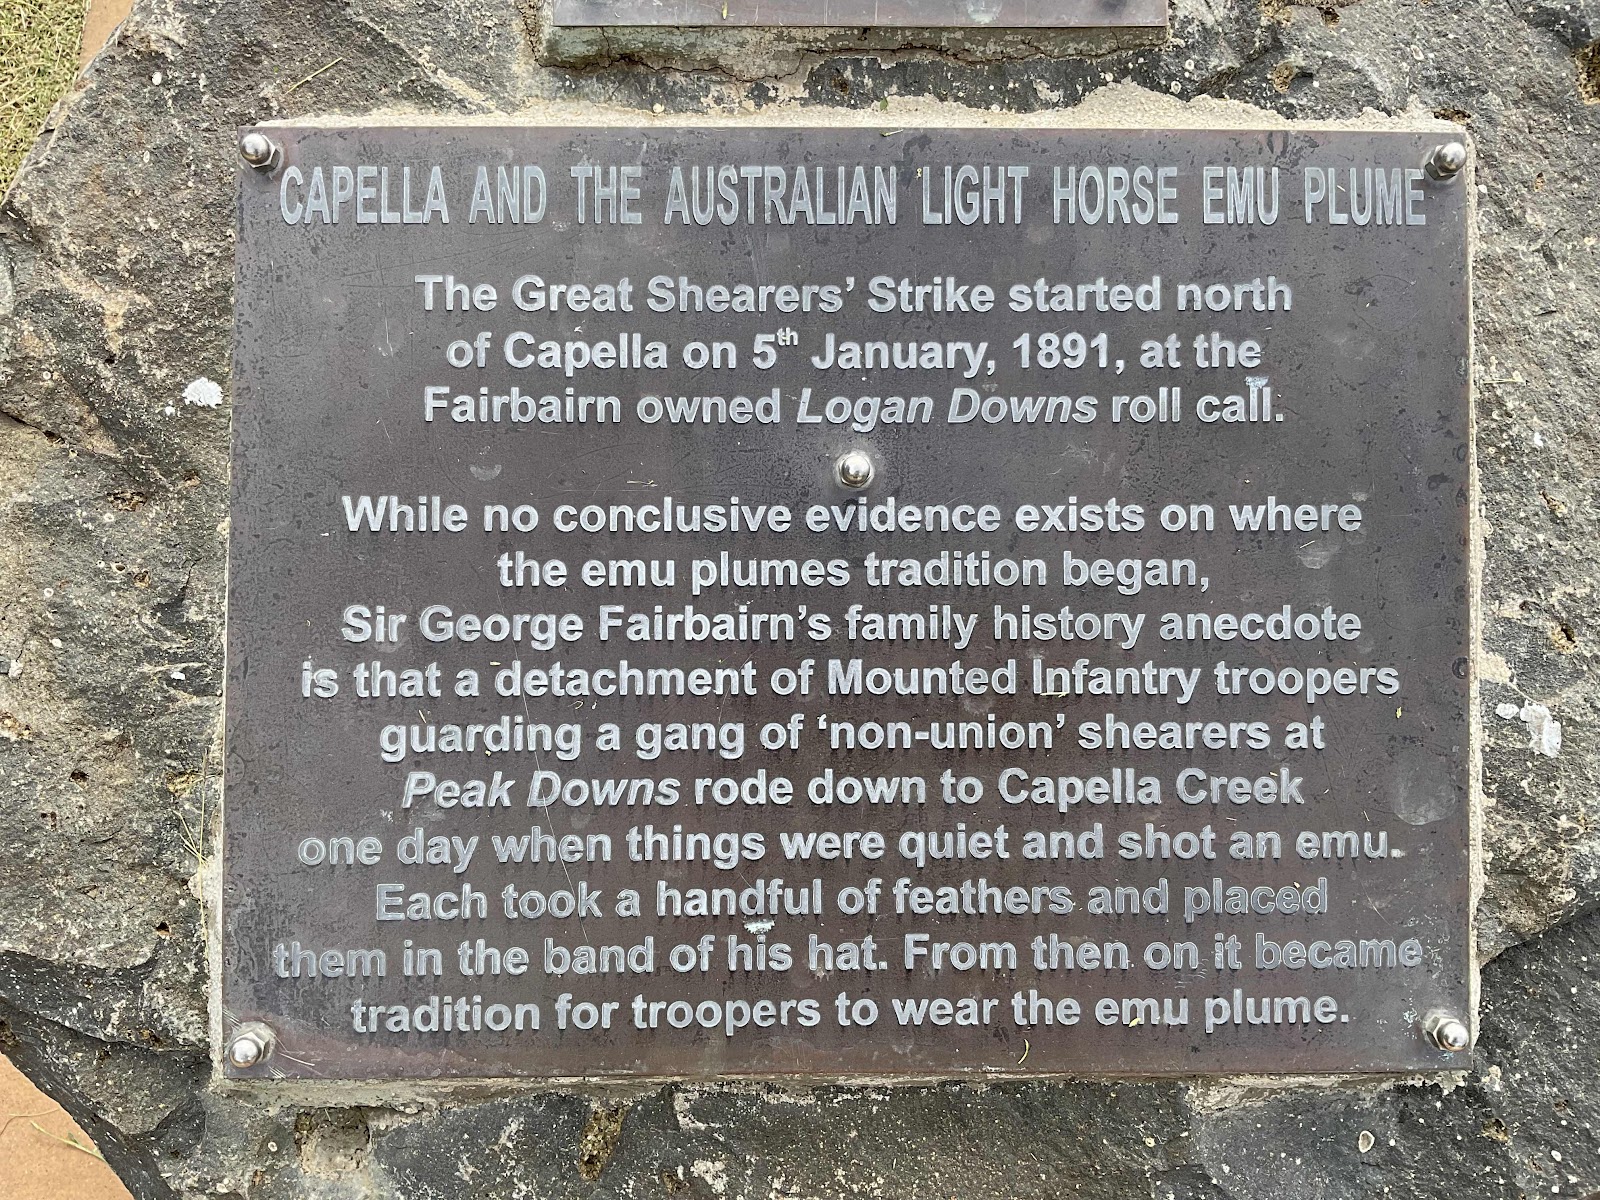 CAPELLA AND THE AUSTRALIAN LIGHT HORSE EMU PLUME
The Great Shearers’ Strike started north
of Capella on 5th January, 1891, at the
Fairbairn owned Logan Downs roll call.
While no conclusive evidence exists on where
the emu plumes tradition began,
Sir George Fairbairn’s family history anecdote
is that a detachment of Mounted Infantry troopers
guarding a gang of ‘non-union’ shearers at
Peak Downs rode down to Capella Creek
one day when things were quiet and shot an emu.
Each took a handful of feathers and placed
them in the band of his hat. From then on it became
tradition for troopers to wear the emu plume.